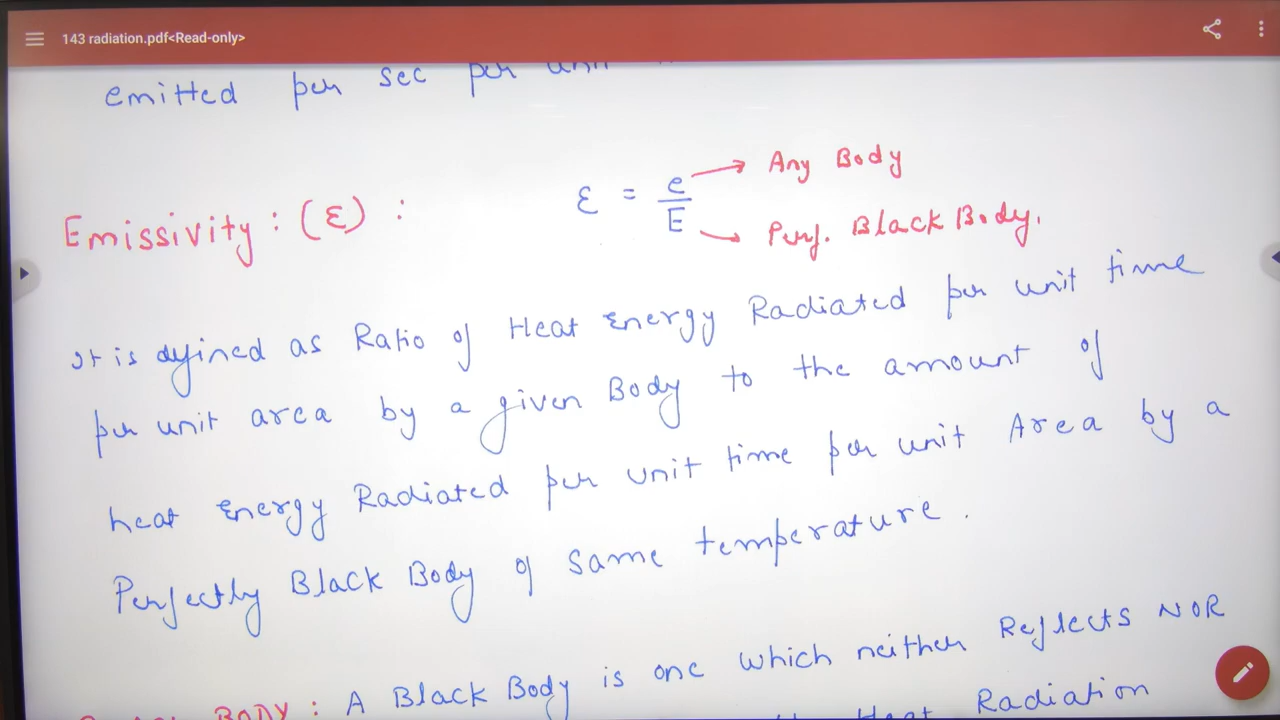 143 radiation.pdf<Read-only>
emitted per sec per unit
Emissivity : (ε) :
ε = e/E
Any Body
Perf. Black Body.
It is defined as Ratio of Heat Energy Radiated per unit time
per unit area by a given Body to the amount of
heat Energy Radiated per unit time per unit Area by a
Perfectly Black Body of same temperature.
BODY : A Black Body is one which neither Reflects NOR
Heat Radiation